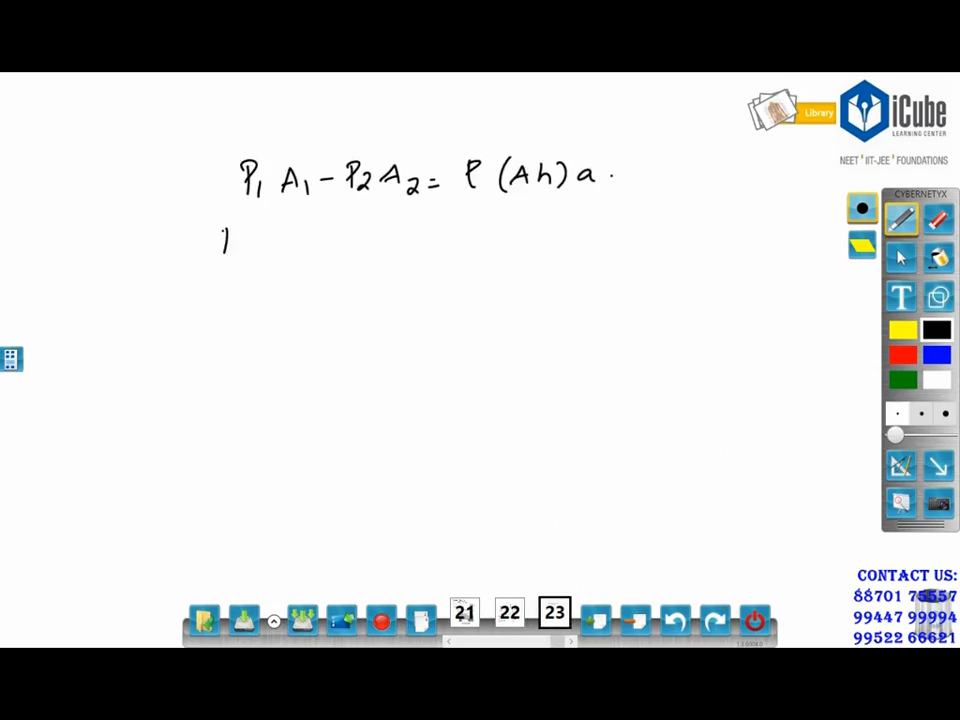 Library
iCube
LEARNING CENTER
NEET ' IIT-JEE ' FOUNDATIONS
P₁ A₁ - P₂ A₂ = ρ (Ah) a .
CYBERNETYX
T
CONTACT US:
88701 75557
99447 99994
99522 66621
21 22 23